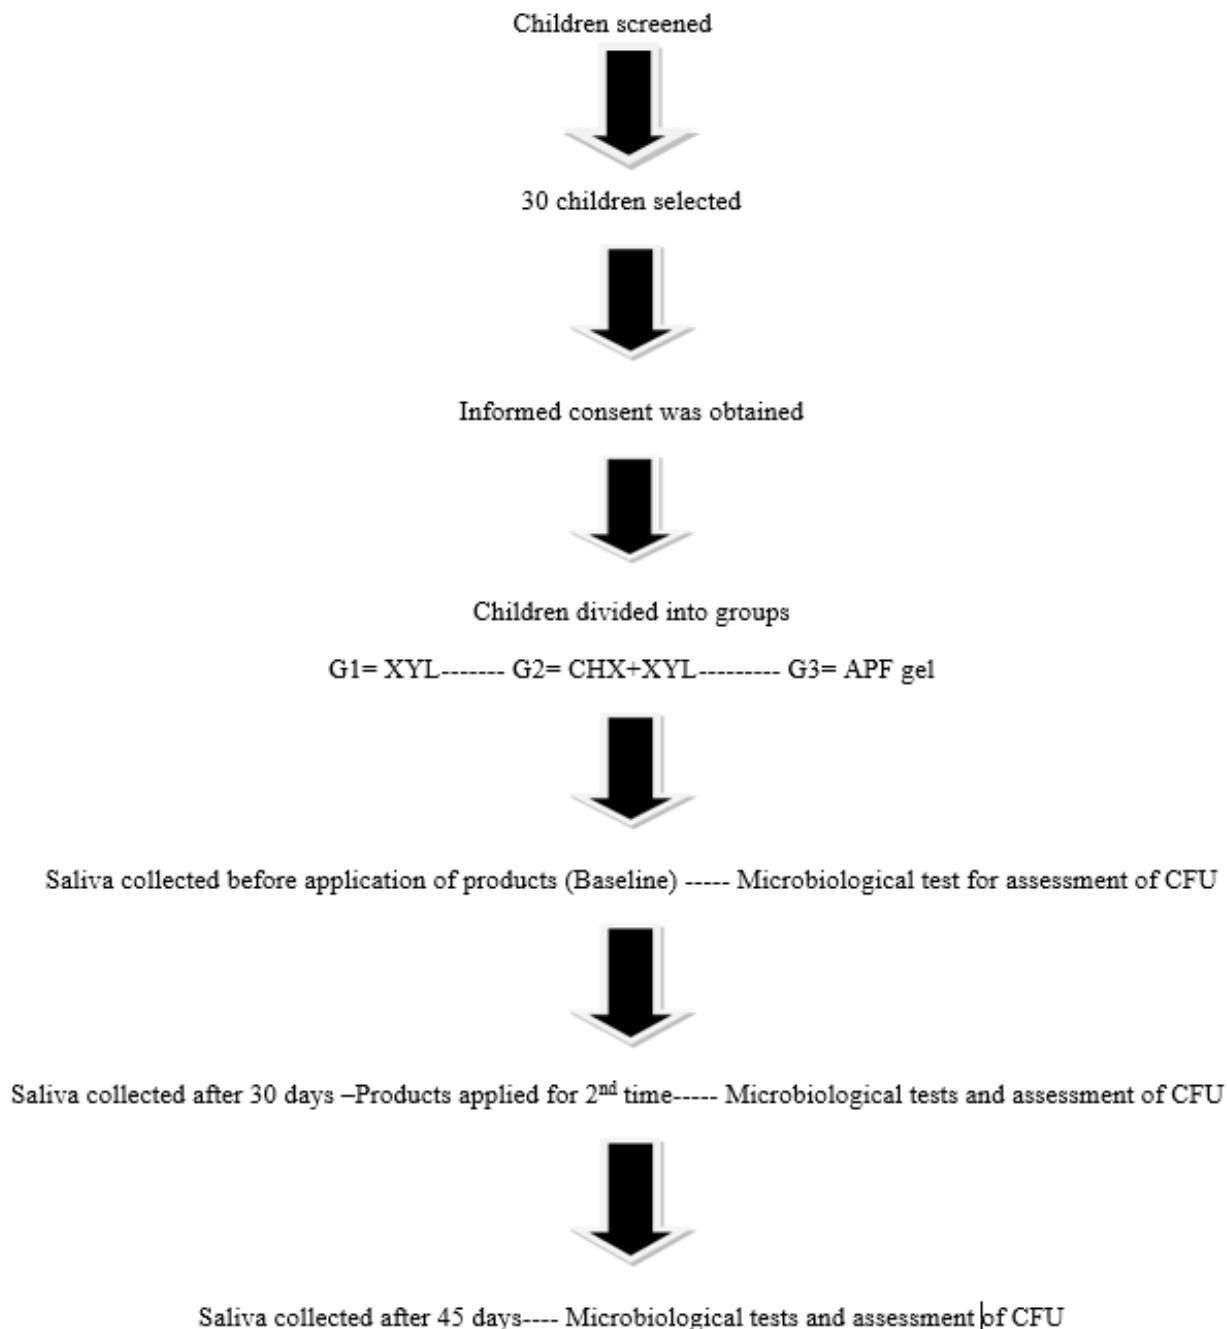 Children screened
30 children selected
Informed consent was obtained
Children divided into groups
G1= XYL------- G2= CHX+XYL--------- G3= APF gel
Saliva collected before application of products (Baseline) ----- Microbiological test for assessment of CFU
Saliva collected after 30 days –Products applied for 2nd time----- Microbiological tests and assessment of CFU
Saliva collected after 45 days---- Microbiological tests and assessment of CFU